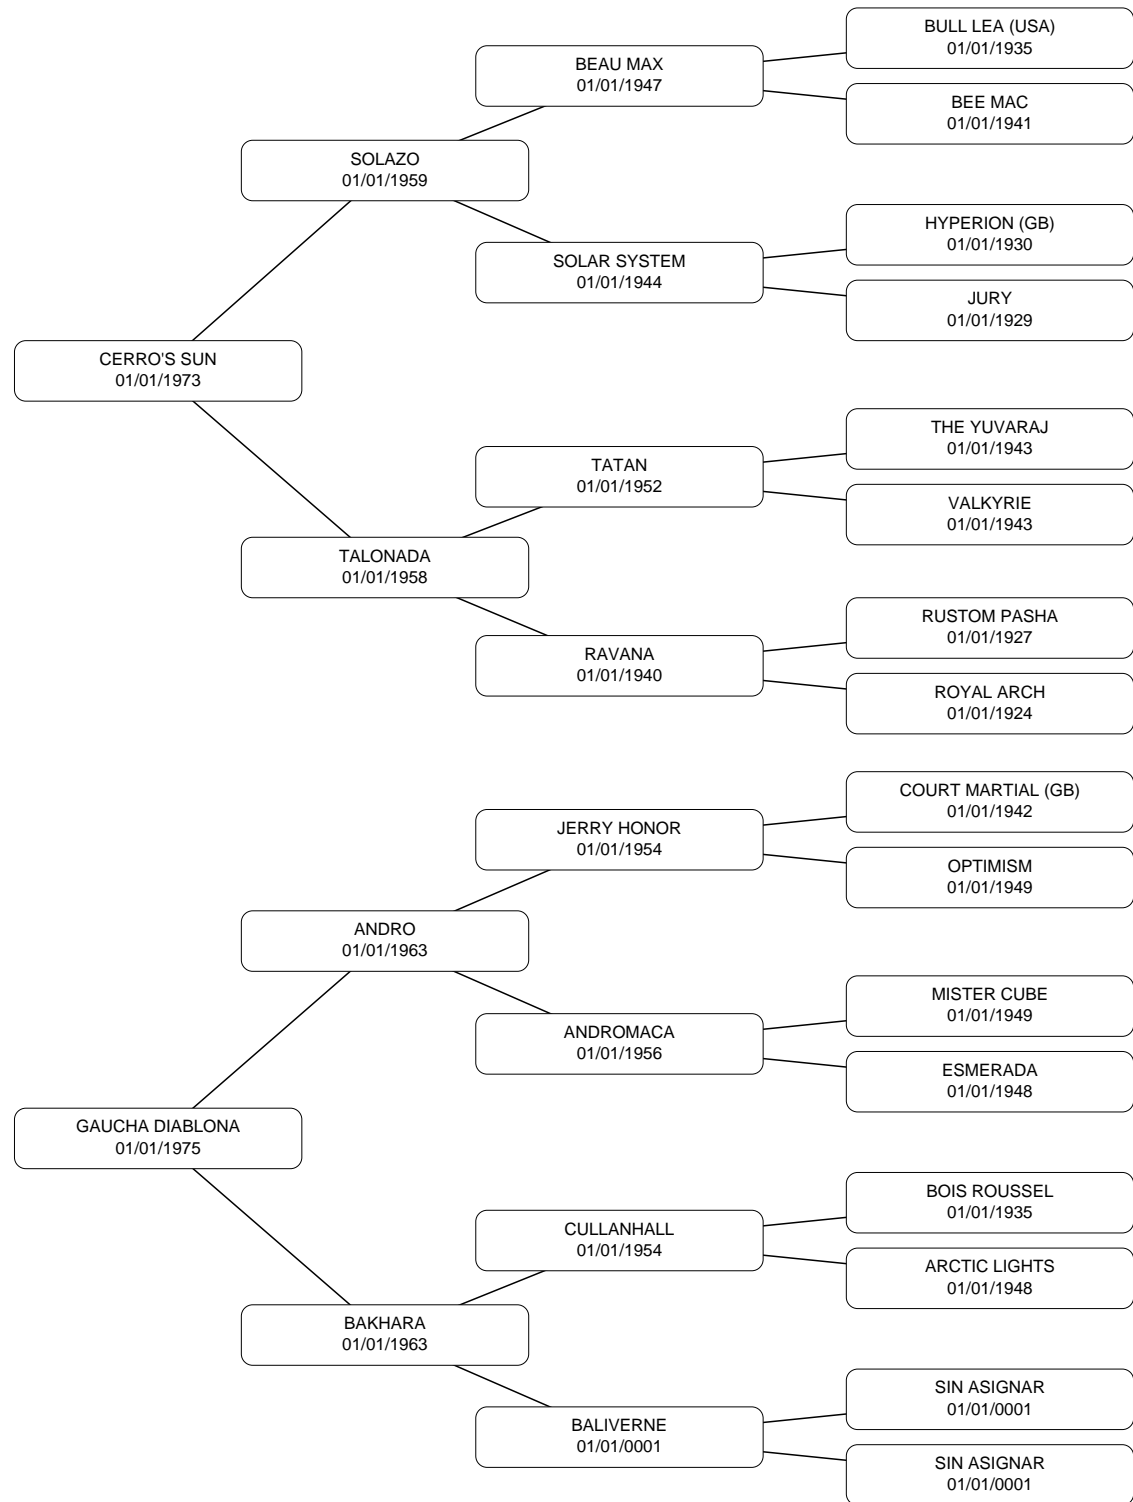 BULL LEA (USA)
01/01/1935
BEAU MAX
01/01/1947
BEE MAC
01/01/1941
SOLAZO
01/01/1959
HYPERION (GB)
01/01/1930
SOLAR SYSTEM
01/01/1944
JURY
01/01/1929
CERRO'S SUN
01/01/1973
THE YUVARAJ
01/01/1943
TATAN
01/01/1952
VALKYRIE
01/01/1943
TALONADA
01/01/1958
RUSTOM PASHA
01/01/1927
RAVANA
01/01/1940
ROYAL ARCH
01/01/1924
COURT MARTIAL (GB)
01/01/1942
JERRY HONOR
01/01/1954
OPTIMISM
01/01/1949
ANDRO
01/01/1963
MISTER CUBE
01/01/1949
ANDROMACA
01/01/1956
ESMERADA
01/01/1948
GAUCHA DIABLONA
01/01/1975
BOIS ROUSSEL
01/01/1935
CULLANHALL
01/01/1954
ARCTIC LIGHTS
01/01/1948
BAKHARA
01/01/1963
SIN ASIGNAR
01/01/0001
BALIVERNE
01/01/0001
SIN ASIGNAR
01/01/0001